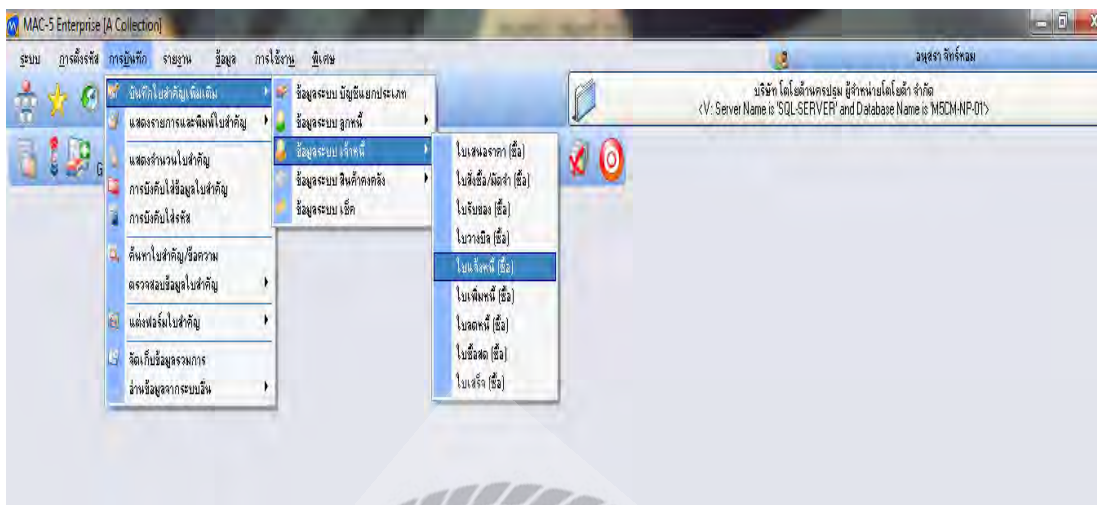 MAC-5 Enterprise [A Collection]
ระบบ การตั้งรหัส การบันทึก รายงาน ข้อมูล การใช้งาน พิเศษ
อนุสรา จันทร์หอม
บริษัท โตโยต้านครปฐม ผู้จำหน่ายโตโยต้า จำกัด
<V: Server Name is 'SQL-SERVER' and Database Name is 'M5CM-NP-01'>
บันทึกใบสำคัญเพิ่มเติม
แสดงรายการและพิมพ์ใบสำคัญ
แสดงจำนวนใบสำคัญ
การบังคับใส่ข้อมูลใบสำคัญ
การบังคับใส่รหัส
ค้นหาใบสำคัญ/ข้อความ
ตรวจสอบข้อมูลใบสำคัญ
แต่งฟอร์มใบสำคัญ
จัดเก็บข้อมูลรวมการ
อ่านข้อมูลจากระบบอื่น
ข้อมูลระบบ บัญชีแยกประเภท
ข้อมูลระบบ ลูกหนี้
ข้อมูลระบบ เจ้าหนี้
ข้อมูลระบบ สินค้าคงคลัง
ข้อมูลระบบ เช็ค
ใบเสนอราคา (ซื้อ)
ใบสั่งซื้อ/มัดจำ (ซื้อ)
ใบรับของ (ซื้อ)
ใบวางบิล (ซื้อ)
ใบแจ้งหนี้ (ซื้อ)
ใบเพิ่มหนี้ (ซื้อ)
ใบลดหนี้ (ซื้อ)
ใบซื้อสด (ซื้อ)
ใบเสร็จ (ซื้อ)